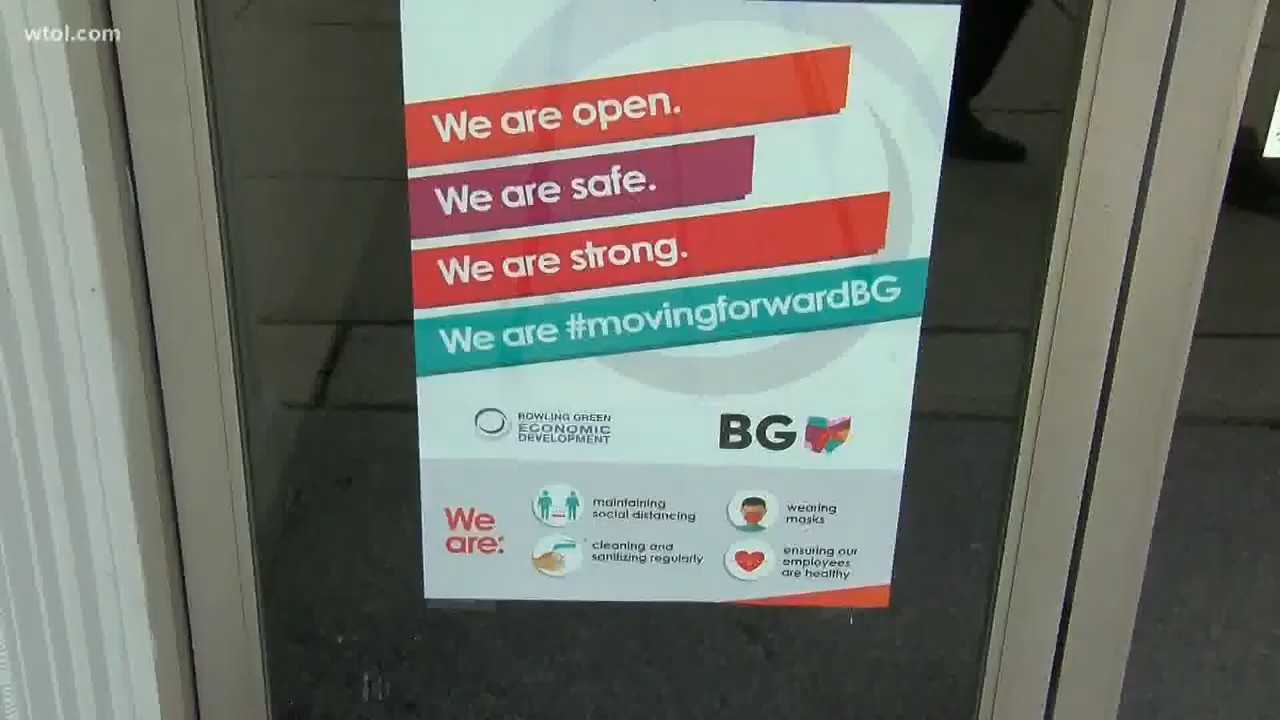 wtol.com
We are open.
We are safe.
We are strong.
We are #movingforwardBG
BOWLING GREEN
ECONOMIC
DEVELOPMENT
BG
We
are:
maintaining
social distancing
wearing
masks
cleaning and
sanitizing regularly
ensuring our
employees
are healthy